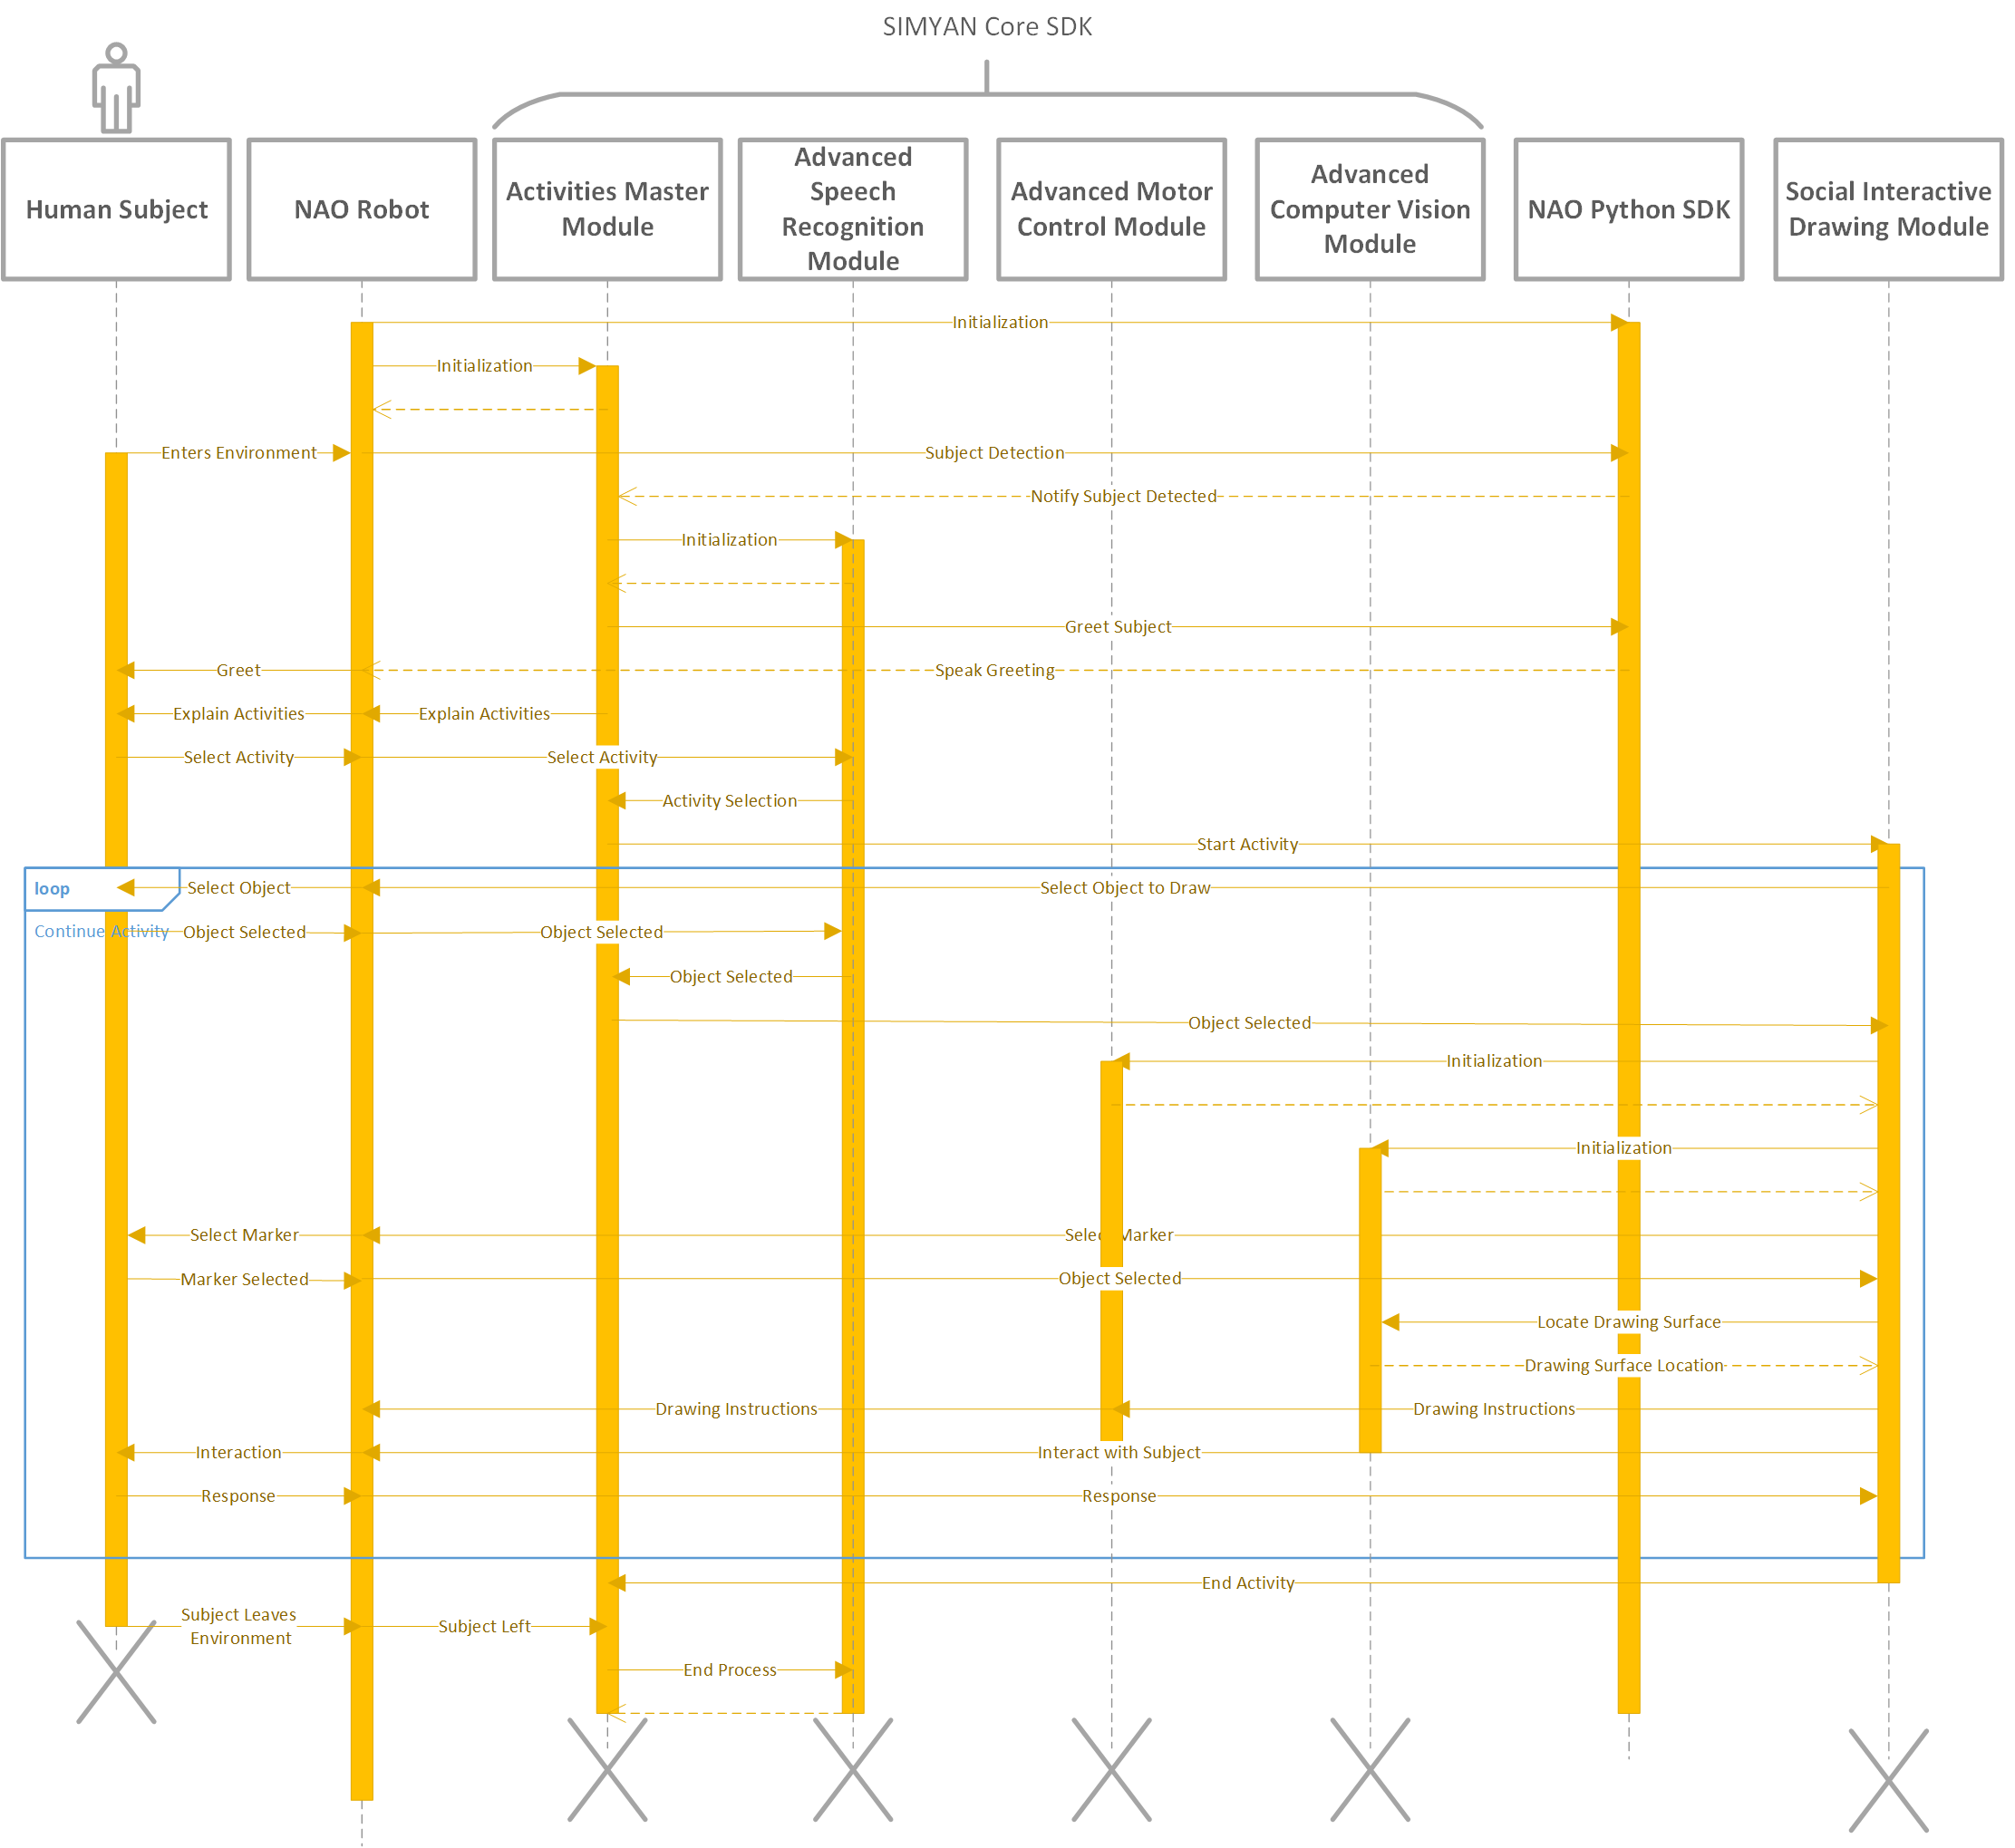 SIMYAN Core SDK
Human Subject
NAO Robot
Activities Master
Module
Advanced
Speech
Recognition
Module
Advanced Motor
Control Module
Advanced
Computer Vision
Module
NAO Python SDK
Social Interactive
Drawing Module
Initialization
Initialization
Enters Environment
Subject Detection
Notify Subject Detected
Initialization
Greet Subject
Greet
Speak Greeting
Explain Activities
Explain Activities
Select Activity
Select Activity
Activity Selection
Start Activity
loop
Select Object
Select Object to Draw
Continue Activity
Object Selected
Object Selected
Object Selected
Object Selected
Initialization
Initialization
Select Marker
Select Marker
Marker Selected
Object Selected
Locate Drawing Surface
Drawing Surface Location
Drawing Instructions
Drawing Instructions
Interaction
Interact with Subject
Response
Response
End Activity
Subject Leaves
Environment
Subject Left
End Process